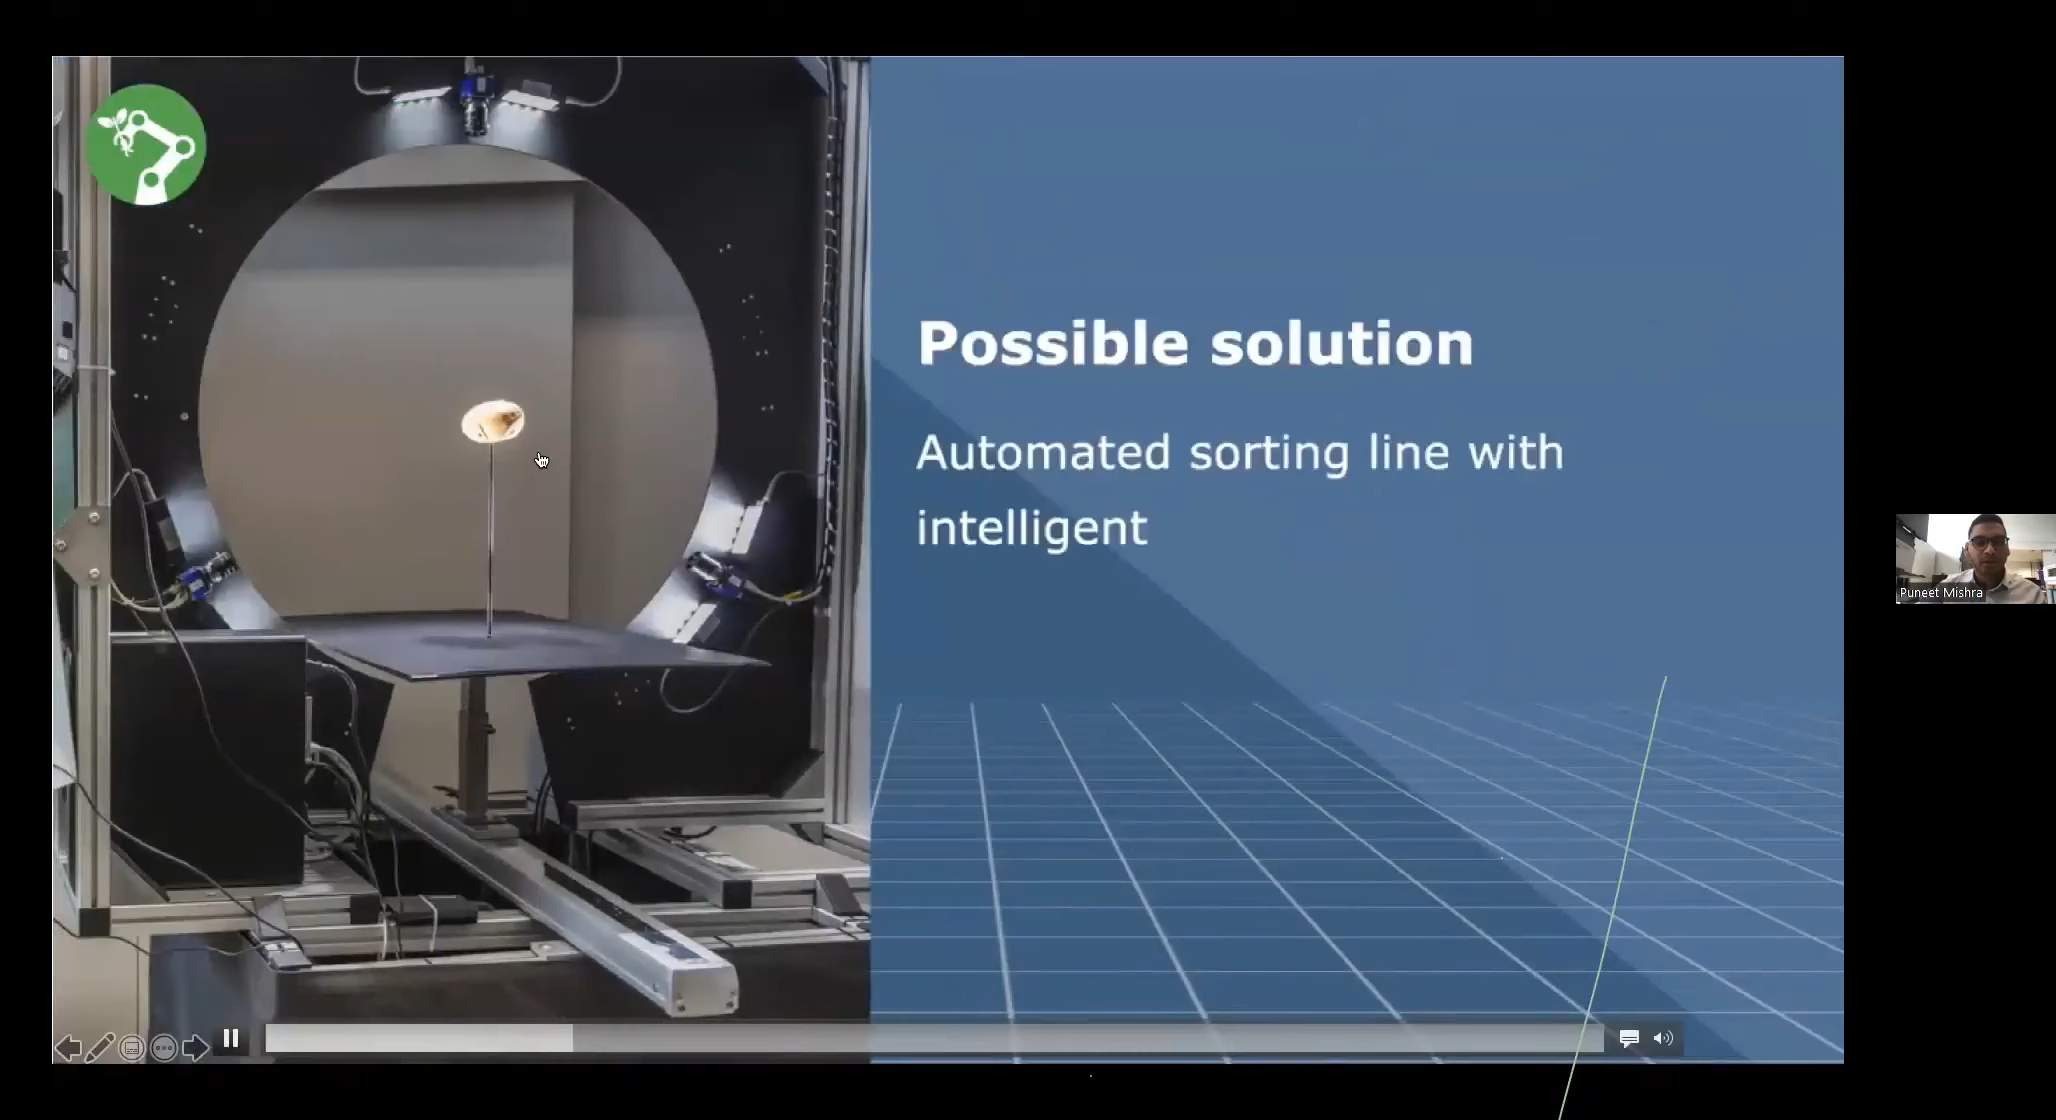 Possible solution
Automated sorting line with
intelligent
Puneet Mishra